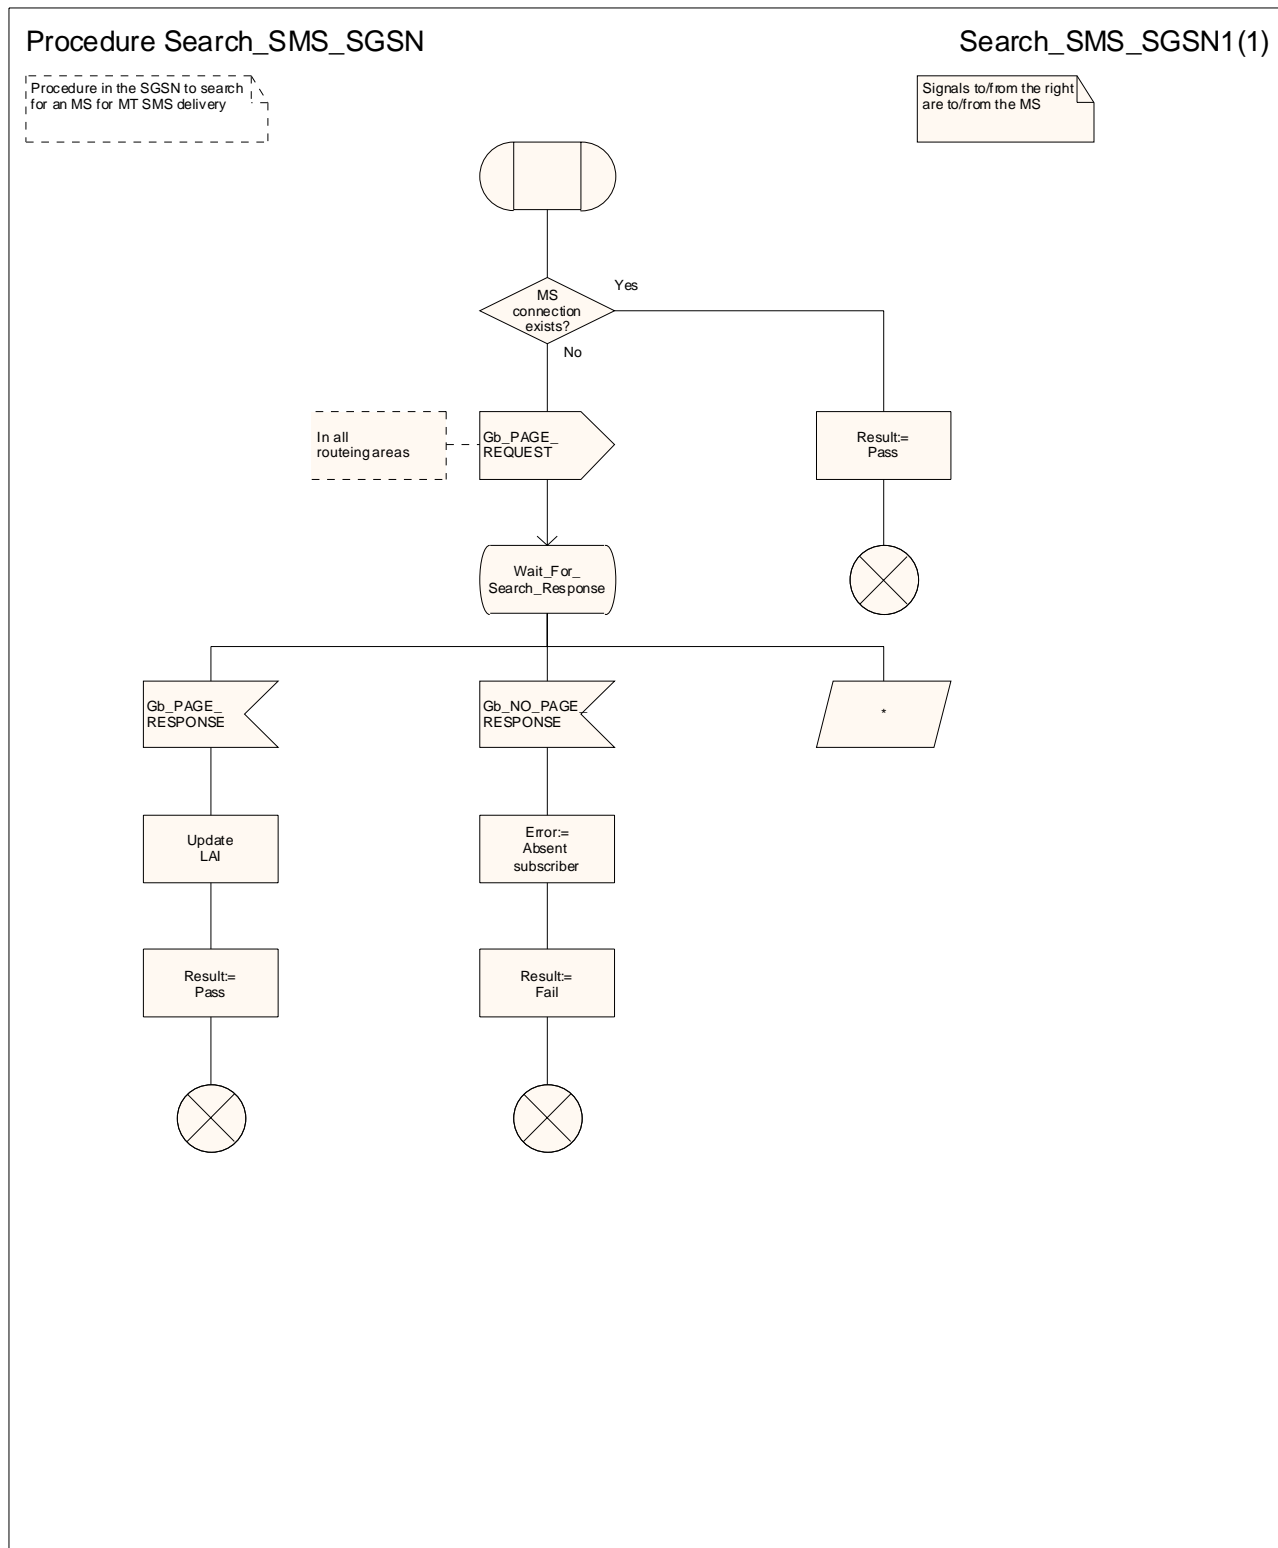 Procedure Search_SMS_SGSN
Search_SMS_SGSN1(1)
Procedure in the SGSN to search
for an MS for MT SMS delivery
Signals to/from the right
are to/from the MS
MS
connection
exists?
Yes
No
In all
routeing areas
Gb_PAGE_
REQUEST
Result:=
Pass
Wait_For_
Search_Response
Gb_PAGE_
RESPONSE
Gb_NO_PAGE_
RESPONSE
*
Update
LAI
Error:=
Absent
subscriber
Result:=
Pass
Result:=
Fail